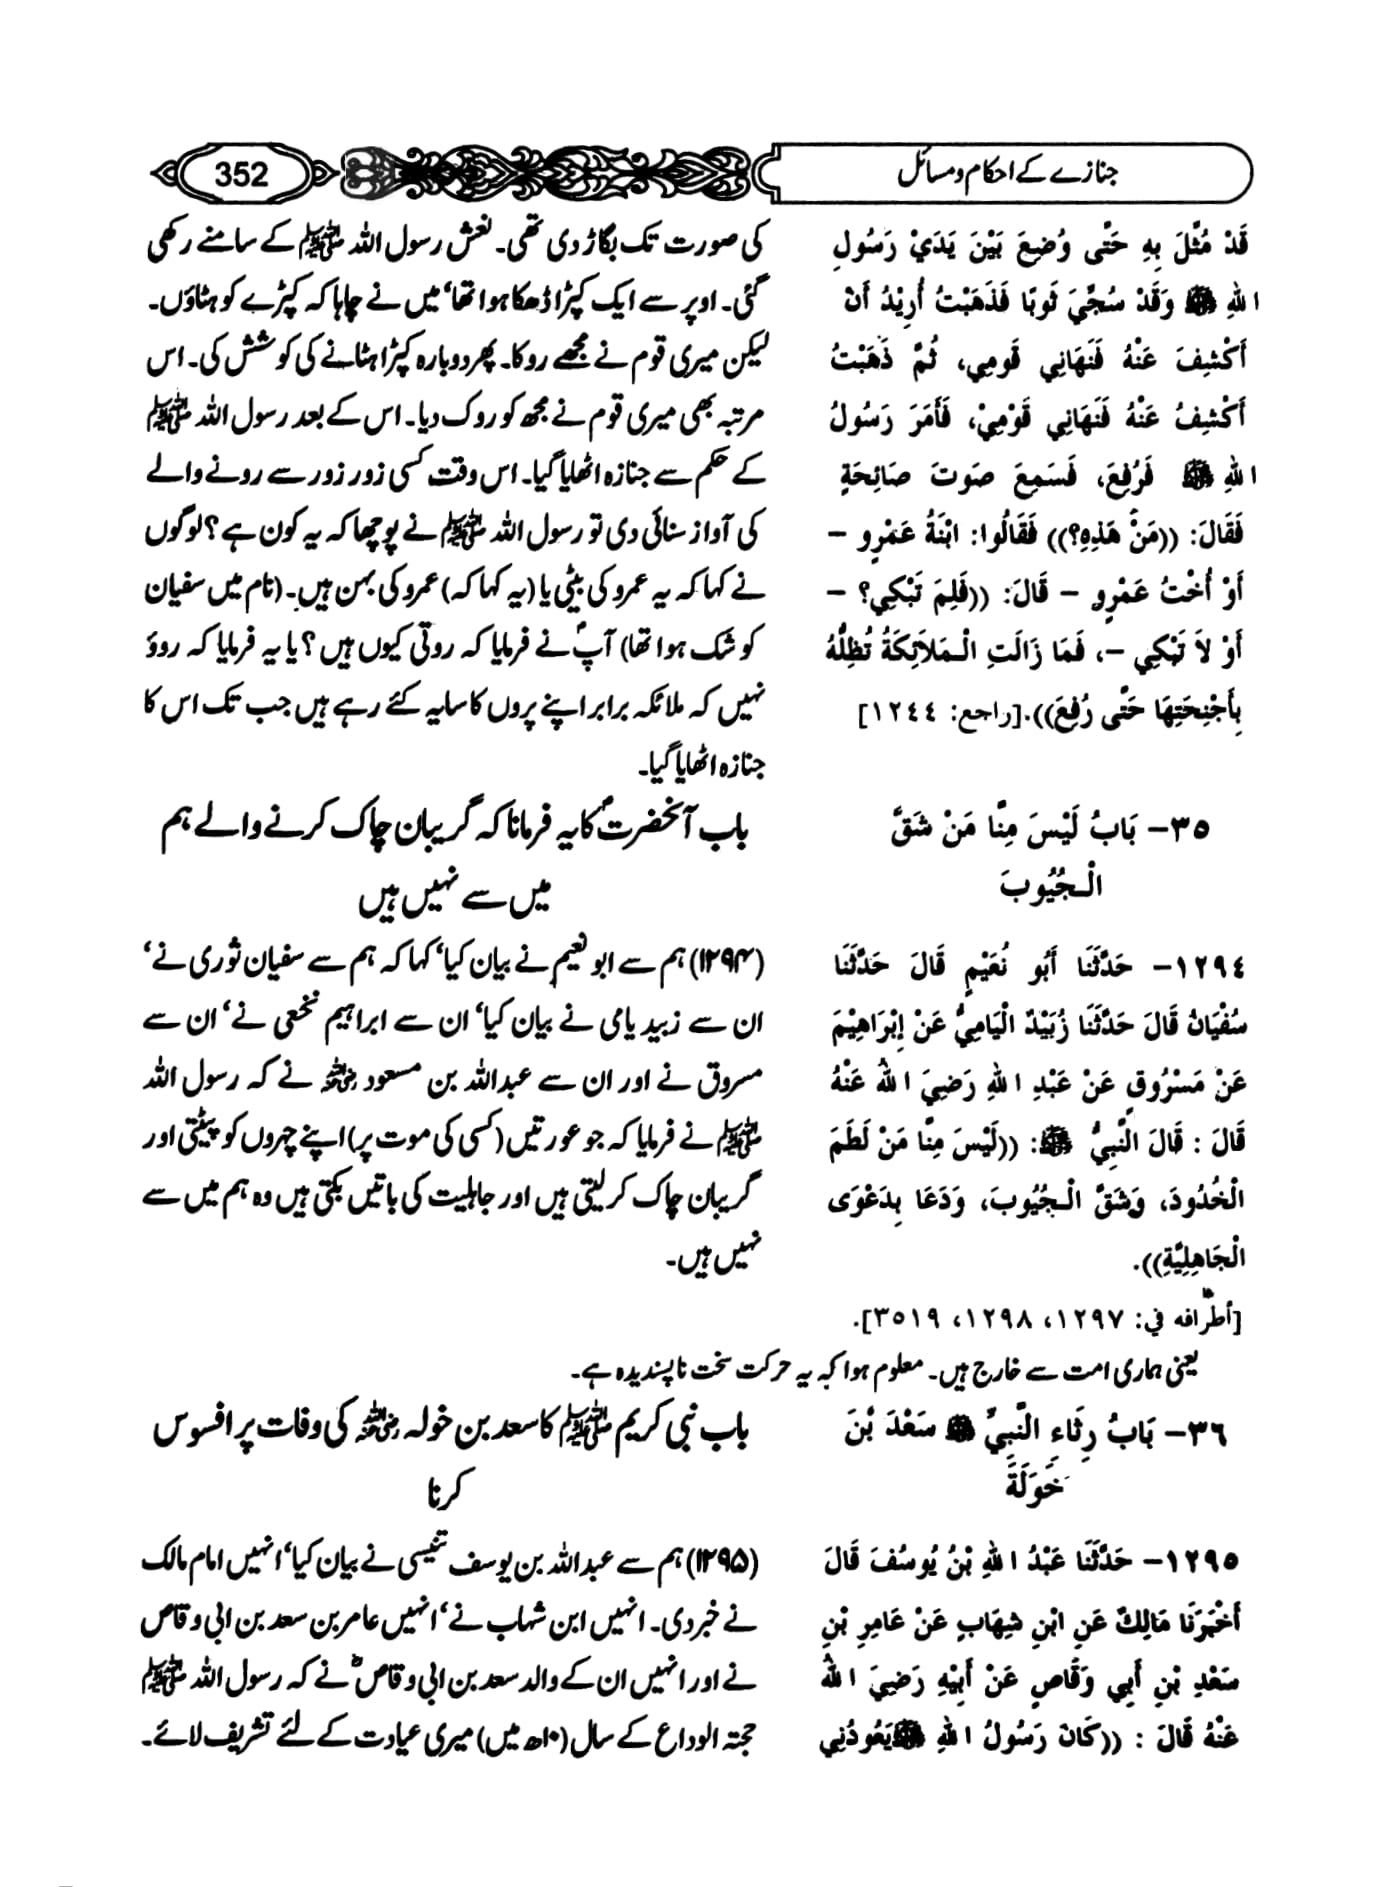 جنازے کے احکام و مسائل
352
قَدْ مُثِّلَ بِهِ حَتَّى وُضِعَ بَيْنَ يَدَيْ رَسُولِ
اللهِ ﷺ وَقَدْ سُجِّيَ ثَوبًا فَذَهَبْتُ أُرِيْدُ أَنْ
أَكْشِفَ عَنْهُ فَنَهَانِي قَومِي، ثُمَّ ذَهَبْتُ
أَكْشِفُ عَنْهُ فَنَهَانِي قَوْمِيْ، فَأَمَرَ رَسُولُ
اللهِ ﷺ فَرُفِعَ، فَسَمِعَ صَوتَ صَائِحَةٍ
فَقَالَ: ((مَنْ هَذِهِ؟)) فَقَالُوا: ابْنَةُ عَمْرٍو –
أَوْ أُخْتُ عَمْرٍو – قَالَ: ((فَلِمَ تَبْكِي؟ –
أَوْ لاَ تَبْكِي –، فَمَا زَالَتِ الْمَلاَئِكَةُ تُظِلُّهُ
بِأَجْنِحَتِهَا حَتَّى رُفِعَ)).[راجع: ١٢٤٤]
کی صورت تک بگاڑ دی تھی۔ نعش رسول اللہ ﷺ کے سامنے رکھی
گئی۔ اوپر سے ایک کپڑا ڈھکا ہوا تھا‘ میں نے چاہا کہ کپڑے کو ہٹاؤں۔
لیکن میری قوم نے مجھے روکا۔ پھر دوبارہ کپڑا ہٹانے کی کوشش کی۔ اس
مرتبہ بھی میری قوم نے مجھ کو روک دیا۔ اس کے بعد رسول اللہ ﷺ
کے حکم سے جنازہ اٹھایا گیا۔ اس وقت کسی زور زور سے رونے والے
کی آواز سنائی دی تو رسول اللہ ﷺ نے پوچھا کہ یہ کون ہے؟ لوگوں
نے کہا کہ یہ عمرو کی بیٹی یا (یہ کہا کہ) عمرو کی بہن ہیں۔ (نام میں سفیان
کو شک ہوا تھا) آپؐ نے فرمایا کہ روتی کیوں ہیں؟ یا یہ فرمایا کہ روؤ
نہیں کہ ملائکہ برابر اپنے پروں کا سایہ کئے رہے ہیں جب تک اس کا
جنازہ اٹھایا گیا۔
٣٥– بَابُ لَيْسَ مِنَّا مَنْ شَقَّ
الْجُيُوبَ
باب آنحضرتؐ کا یہ فرمانا کہ گریبان چاک کرنے والے ہم
میں سے نہیں ہیں
١٢٩٤– حَدَّثَنَا أَبُو نُعَيْمٍ قَالَ حَدَّثَنَا
سُفْيَانُ قَالَ حَدَّثَنَا زُبَيْدٌ الْيَامِيُّ عَنْ إِبْرَاهِيْمَ
عَنْ مَسْرُوقٍ عَنْ عَبْدِ اللهِ رَضِيَ اللهُ عَنْهُ
قَالَ : قَالَ النَّبِيُّ ﷺ: ((لَيْسَ مِنَّا مَنْ لَطَمَ
الْخُدُودَ، وَشَقَّ الْجُيُوبَ، وَدَعَا بِدَعْوَى
الْجَاهِلِيَّةِ)).
[أطرافه في: ١٢٩٧، ١٢٩٨، ٣٥١٩].
(۱۲۹۴) ہم سے ابو نعیم نے بیان کیا‘ کہا کہ ہم سے سفیان ثوری نے‘
ان سے زبید یامی نے بیان کیا‘ ان سے ابراہیم نخعی نے‘ ان سے
مسروق نے اور ان سے عبداللہ بن مسعود رضی اللہ عنہ نے کہ رسول اللہ
ﷺ نے فرمایا کہ جو عورتیں (کسی کی موت پر) اپنے چہروں کو پیٹتی اور
گریبان چاک کر لیتی ہیں اور جاہلیت کی باتیں بکتی ہیں وہ ہم میں سے
نہیں ہیں۔
یعنی ہماری امت سے خارج ہیں۔ معلوم ہوا کہ یہ حرکت سخت ناپسندیدہ ہے۔
٣٦– بَابُ رِثَاءِ النَّبِيِّ ﷺ سَعْدَ بْنَ
خَولَةَ
باب نبی کریم ﷺ کا سعد بن خولہ رضی اللہ عنہ کی وفات پر افسوس
کرنا
١٢٩٥– حَدَّثَنَا عَبْدُ اللهِ بْنُ يُوسُفَ قَالَ
أَخْبَرَنَا مَالِكٌ عَنِ ابْنِ شِهَابٍ عَنْ عَامِرِ بْنِ
سَعْدِ بْنِ أَبِي وَقَّاصٍ عَنْ أَبِيْهِ رَضِيَ اللهُ
عَنْهُ قَالَ : ((كَانَ رَسُولُ اللهِ ﷺ يَعُودُنِي
(۱۲۹۵) ہم سے عبداللہ بن یوسف تنیسی نے بیان کیا‘ انہیں امام مالک
نے خبر دی۔ انہیں ابن شہاب نے‘ انہیں عامر بن سعد بن ابی وقاص
نے اور انہیں ان کے والد سعد بن ابی وقاصؓ نے کہ رسول اللہ ﷺ
حجتہ الوداع کے سال (۱۰ھ میں) میری عیادت کے لئے تشریف لائے۔